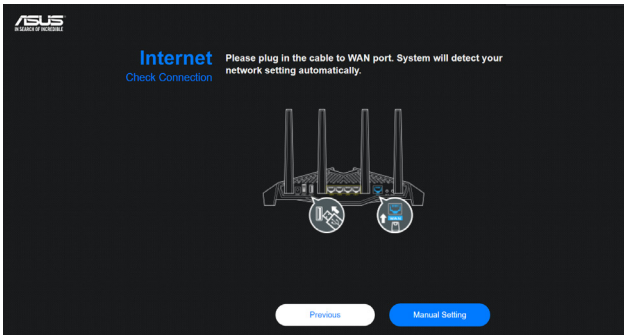 ASUS
IN SEARCH OF INCREDIBLE
Internet
Check Connection
Please plug in the cable to WAN port. System will detect your
network setting automatically.
Previous
Manual Setting